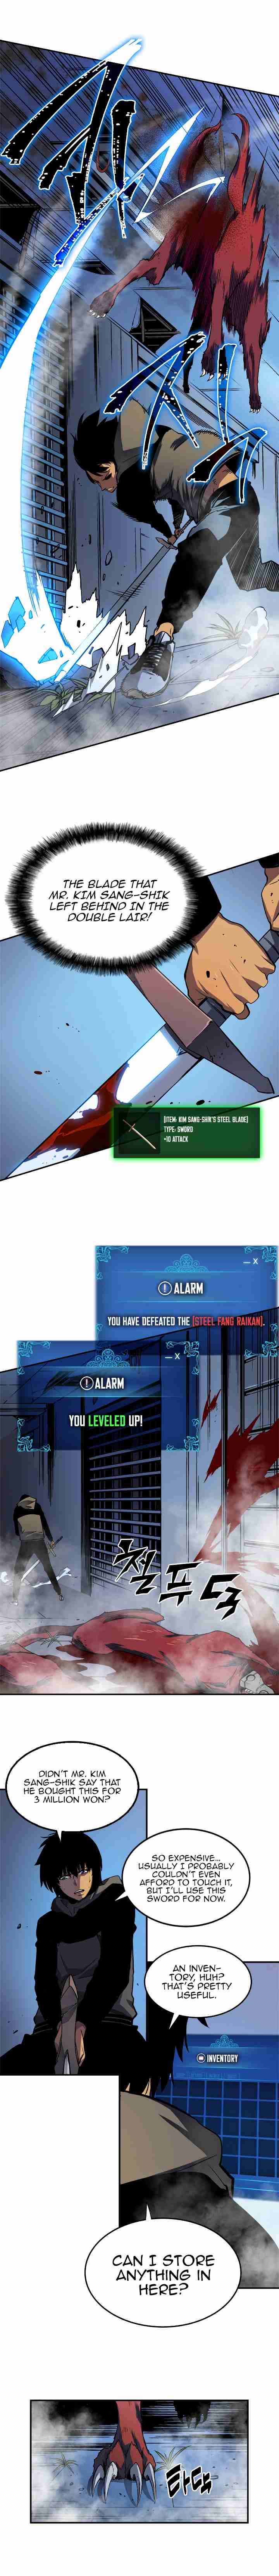 THE BLADE THAT
MR. KIM SANG-SHIK
LEFT BEHIND IN THE
DOUBLE LAIR!
[ITEM: KIM SANG-SHIK'S STEEL BLADE]
TYPE: SWORD
+10 ATTACK
ALARM
YOU HAVE DEFEATED THE [STEEL FANG RAIKAN].
ALARM
YOU LEVELED UP!
철푸덕
DIDN'T MR. KIM
SANG-SHIK SAY THAT
HE BOUGHT THIS FOR
3 MILLION WON?
SO EXPENSIVE...
USUALLY I PROBABLY
COULDN'T EVEN
AFFORD TO TOUCH IT,
BUT I'LL USE THIS
SWORD FOR NOW.
AN INVEN-
TORY, HUH?
THAT'S PRETTY
USEFUL.
INVENTORY
CAN I STORE
ANYTHING IN
HERE?